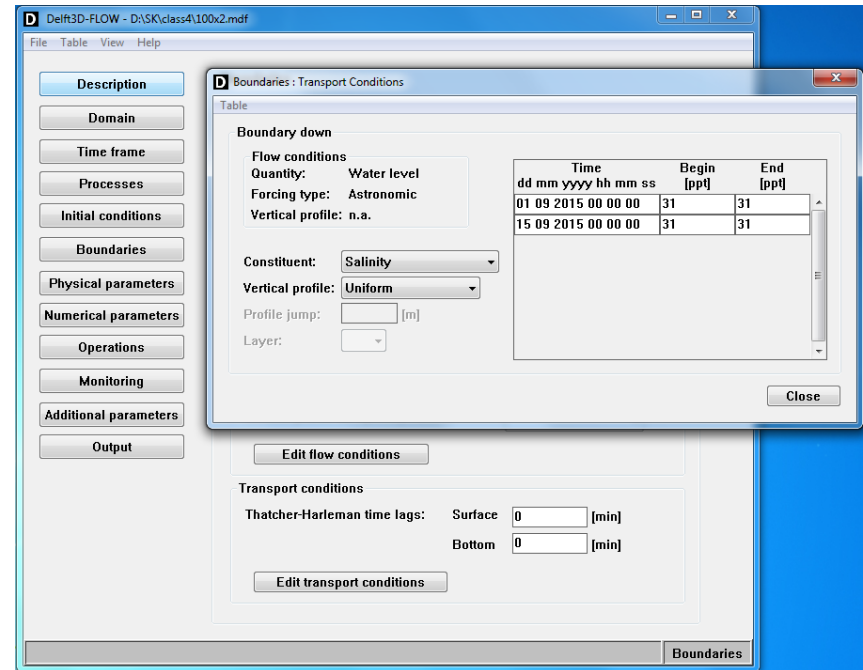 D Delft3D-FLOW - D:\SK\class4\100x2.mdf
File Table View Help
Description
Domain
Time frame
Processes
Initial conditions
Boundaries
Physical parameters
Numerical parameters
Operations
Monitoring
Additional parameters
Output
D Boundaries : Transport Conditions
Table
Boundary down
Flow conditions
Quantity: Water level
Forcing type: Astronomic
Vertical profile: n.a.
Constituent: Salinity
Vertical profile: Uniform
Profile jump: [m]
Layer:
Time Begin End
dd mm yyyy hh mm ss [ppt] [ppt]
01 09 2015 00 00 00 31 31
15 09 2015 00 00 00 31 31
Close
Edit flow conditions
Transport conditions
Thatcher-Harleman time lags: Surface 0 [min]
Bottom 0 [min]
Edit transport conditions
Boundaries